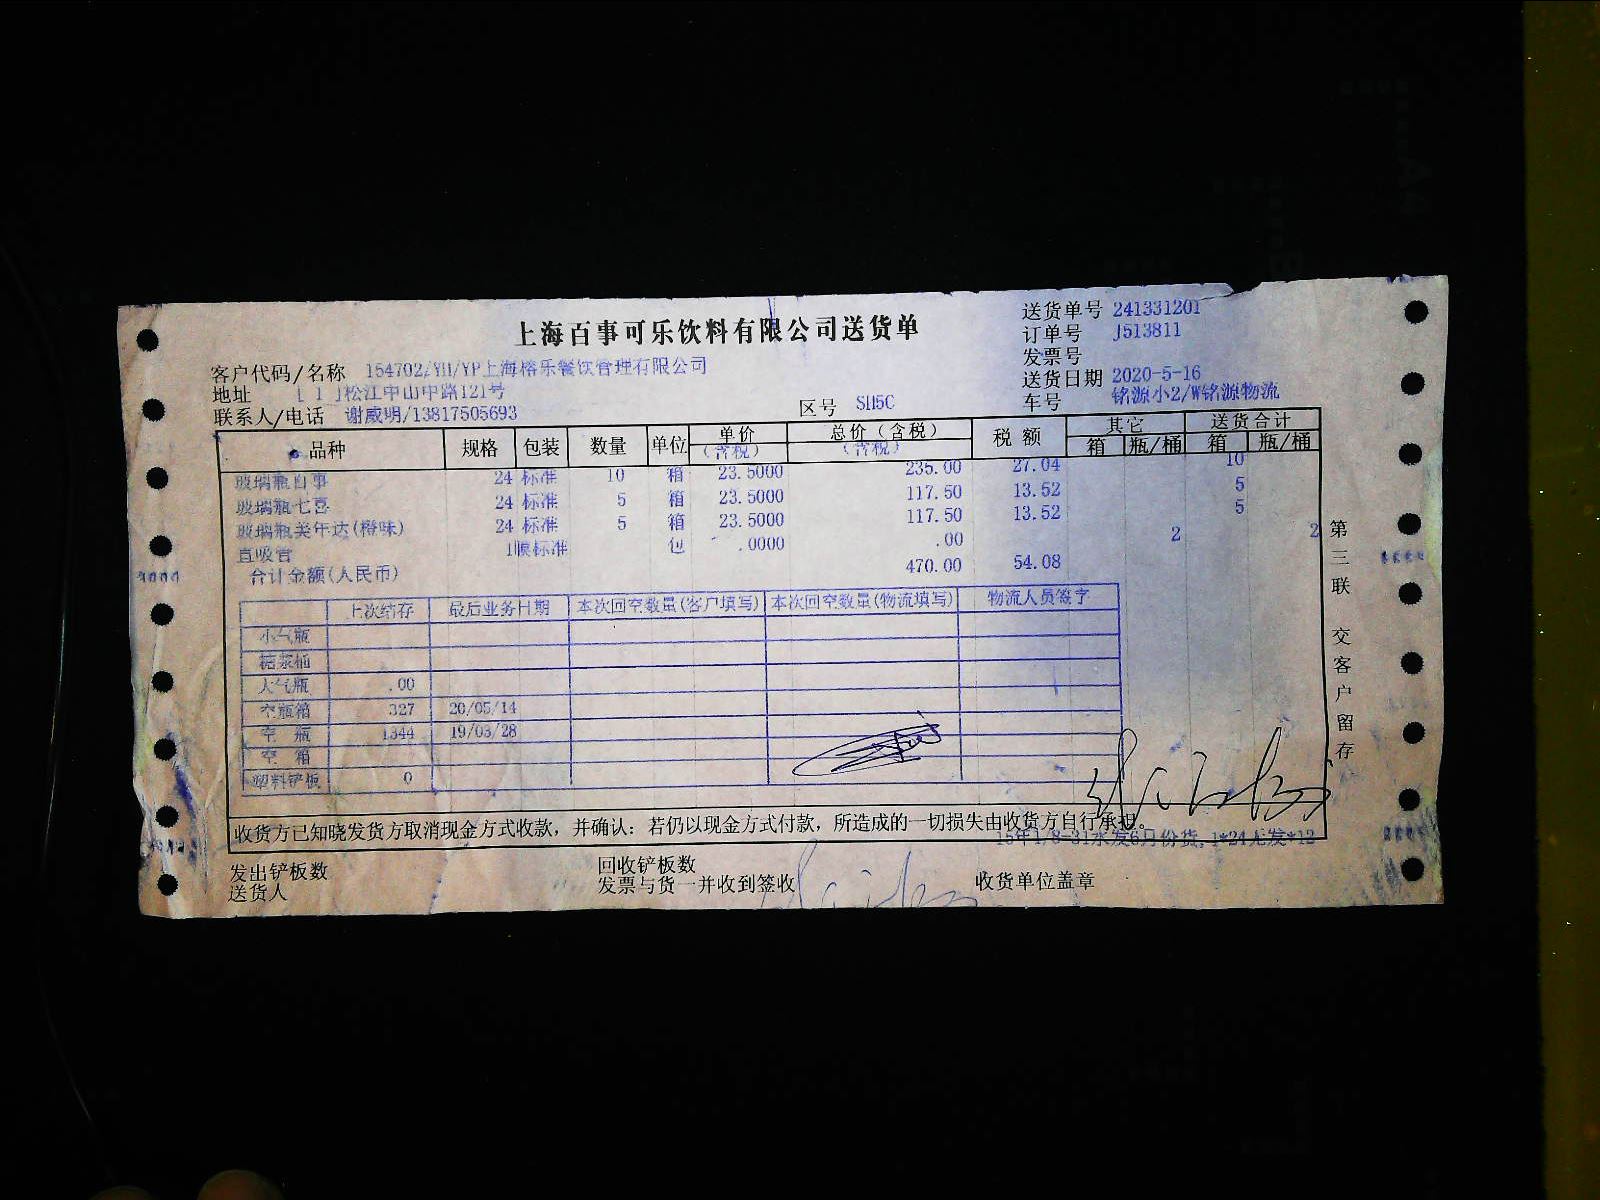 上海百事可乐饮料有限公司送货单
送货单号 241331201
订单号 J513811
发票号
送货日期 2020-5-16
车号 铭源小2/W铭源物流
客户代码/名称 154702/YH/YP上海榕乐餐饮管理有限公司
地址 [ 1 ]松江中山中路121号
联系人/电话 谢威明/13817505693 区号 SH5C
品种 规格 包装 数量 单位 单价(含税) 总价(含税) 税额 其它 送货合计
(含税) 箱 瓶/桶 箱 瓶/桶
玻璃瓶百事 24 标准 10 箱 23.5000 235.00 27.04 10
玻璃瓶七喜 24 标准 5 箱 23.5000 117.50 13.52 5
玻璃瓶美年达(橙味) 24 标准 5 箱 23.5000 117.50 13.52 5
直吸管 1膜标准 包 .0000 .00 2 2
合计金额(人民币) 470.00 54.08
上次结存 最后业务日期 本次回空数量(客户填写) 本次回空数量(物流填写) 物流人员签字
小气瓶
糖浆桶
大气瓶 .00
空瓶箱 327 20/05/14
空 瓶 1344 19/03/28
空 箱
塑料铲板 0
收货方已知晓发货方取消现金方式收款，并确认：若仍以现金方式付款，所造成的一切损失由收货方自行承担。
发出铲板数 回收铲板数
送货人 发票与货一并收到签收 收货单位盖章
第三联 交客户留存